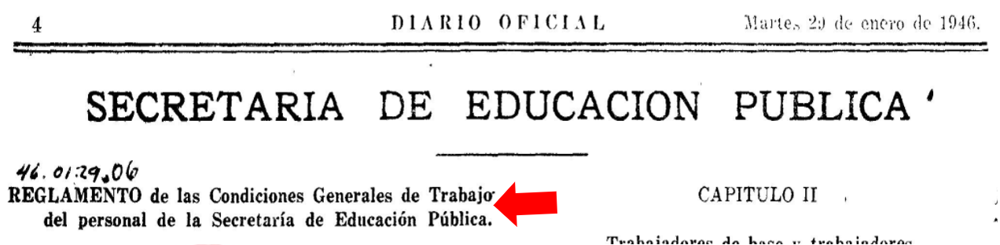 4 DIARIO OFICIAL Martes 29 de enero de 1946.
SECRETARIA DE EDUCACION PUBLICA
46.01.29.06
REGLAMENTO de las Condiciones Generales de Trabajo
del personal de la Secretaría de Educación Pública.
CAPITULO II
Trabajadores de base y trabajadores